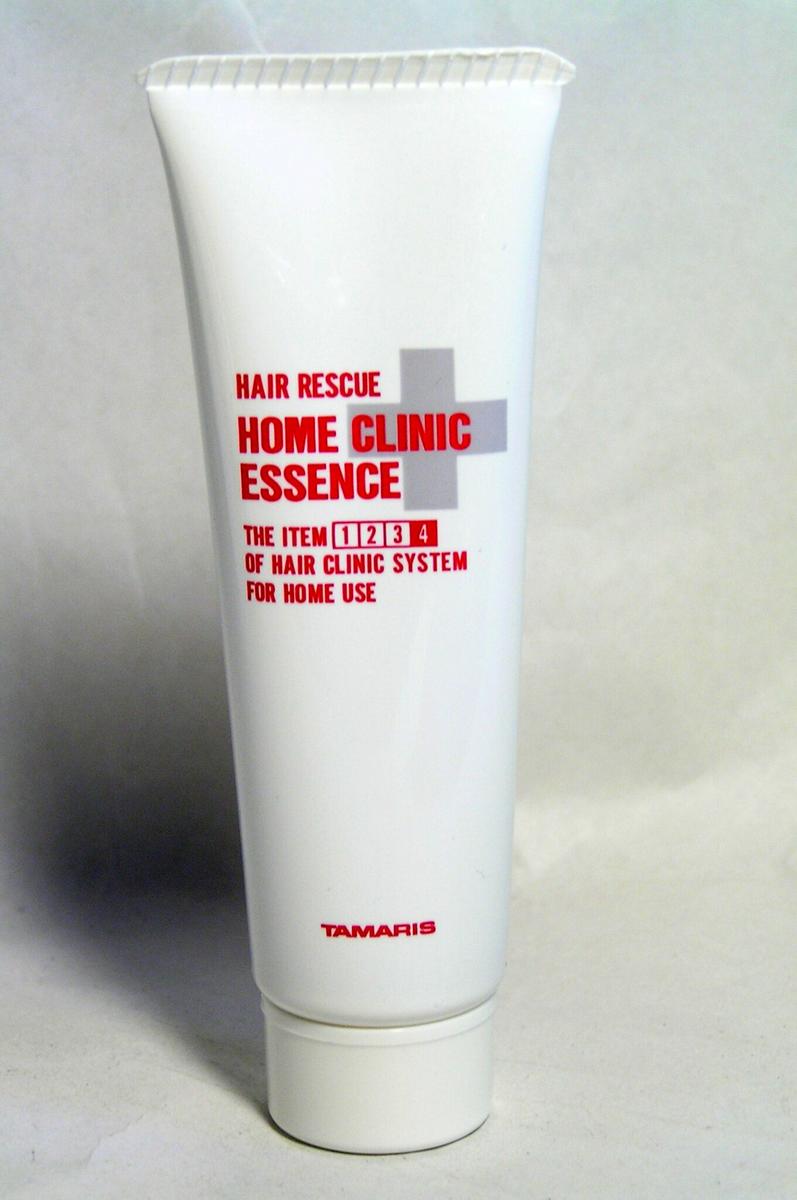 HAIR RESCUE
HOME CLINIC
ESSENCE
THE ITEM 1 2 3 4
OF HAIR CLINIC SYSTEM
FOR HOME USE
TAMARIS